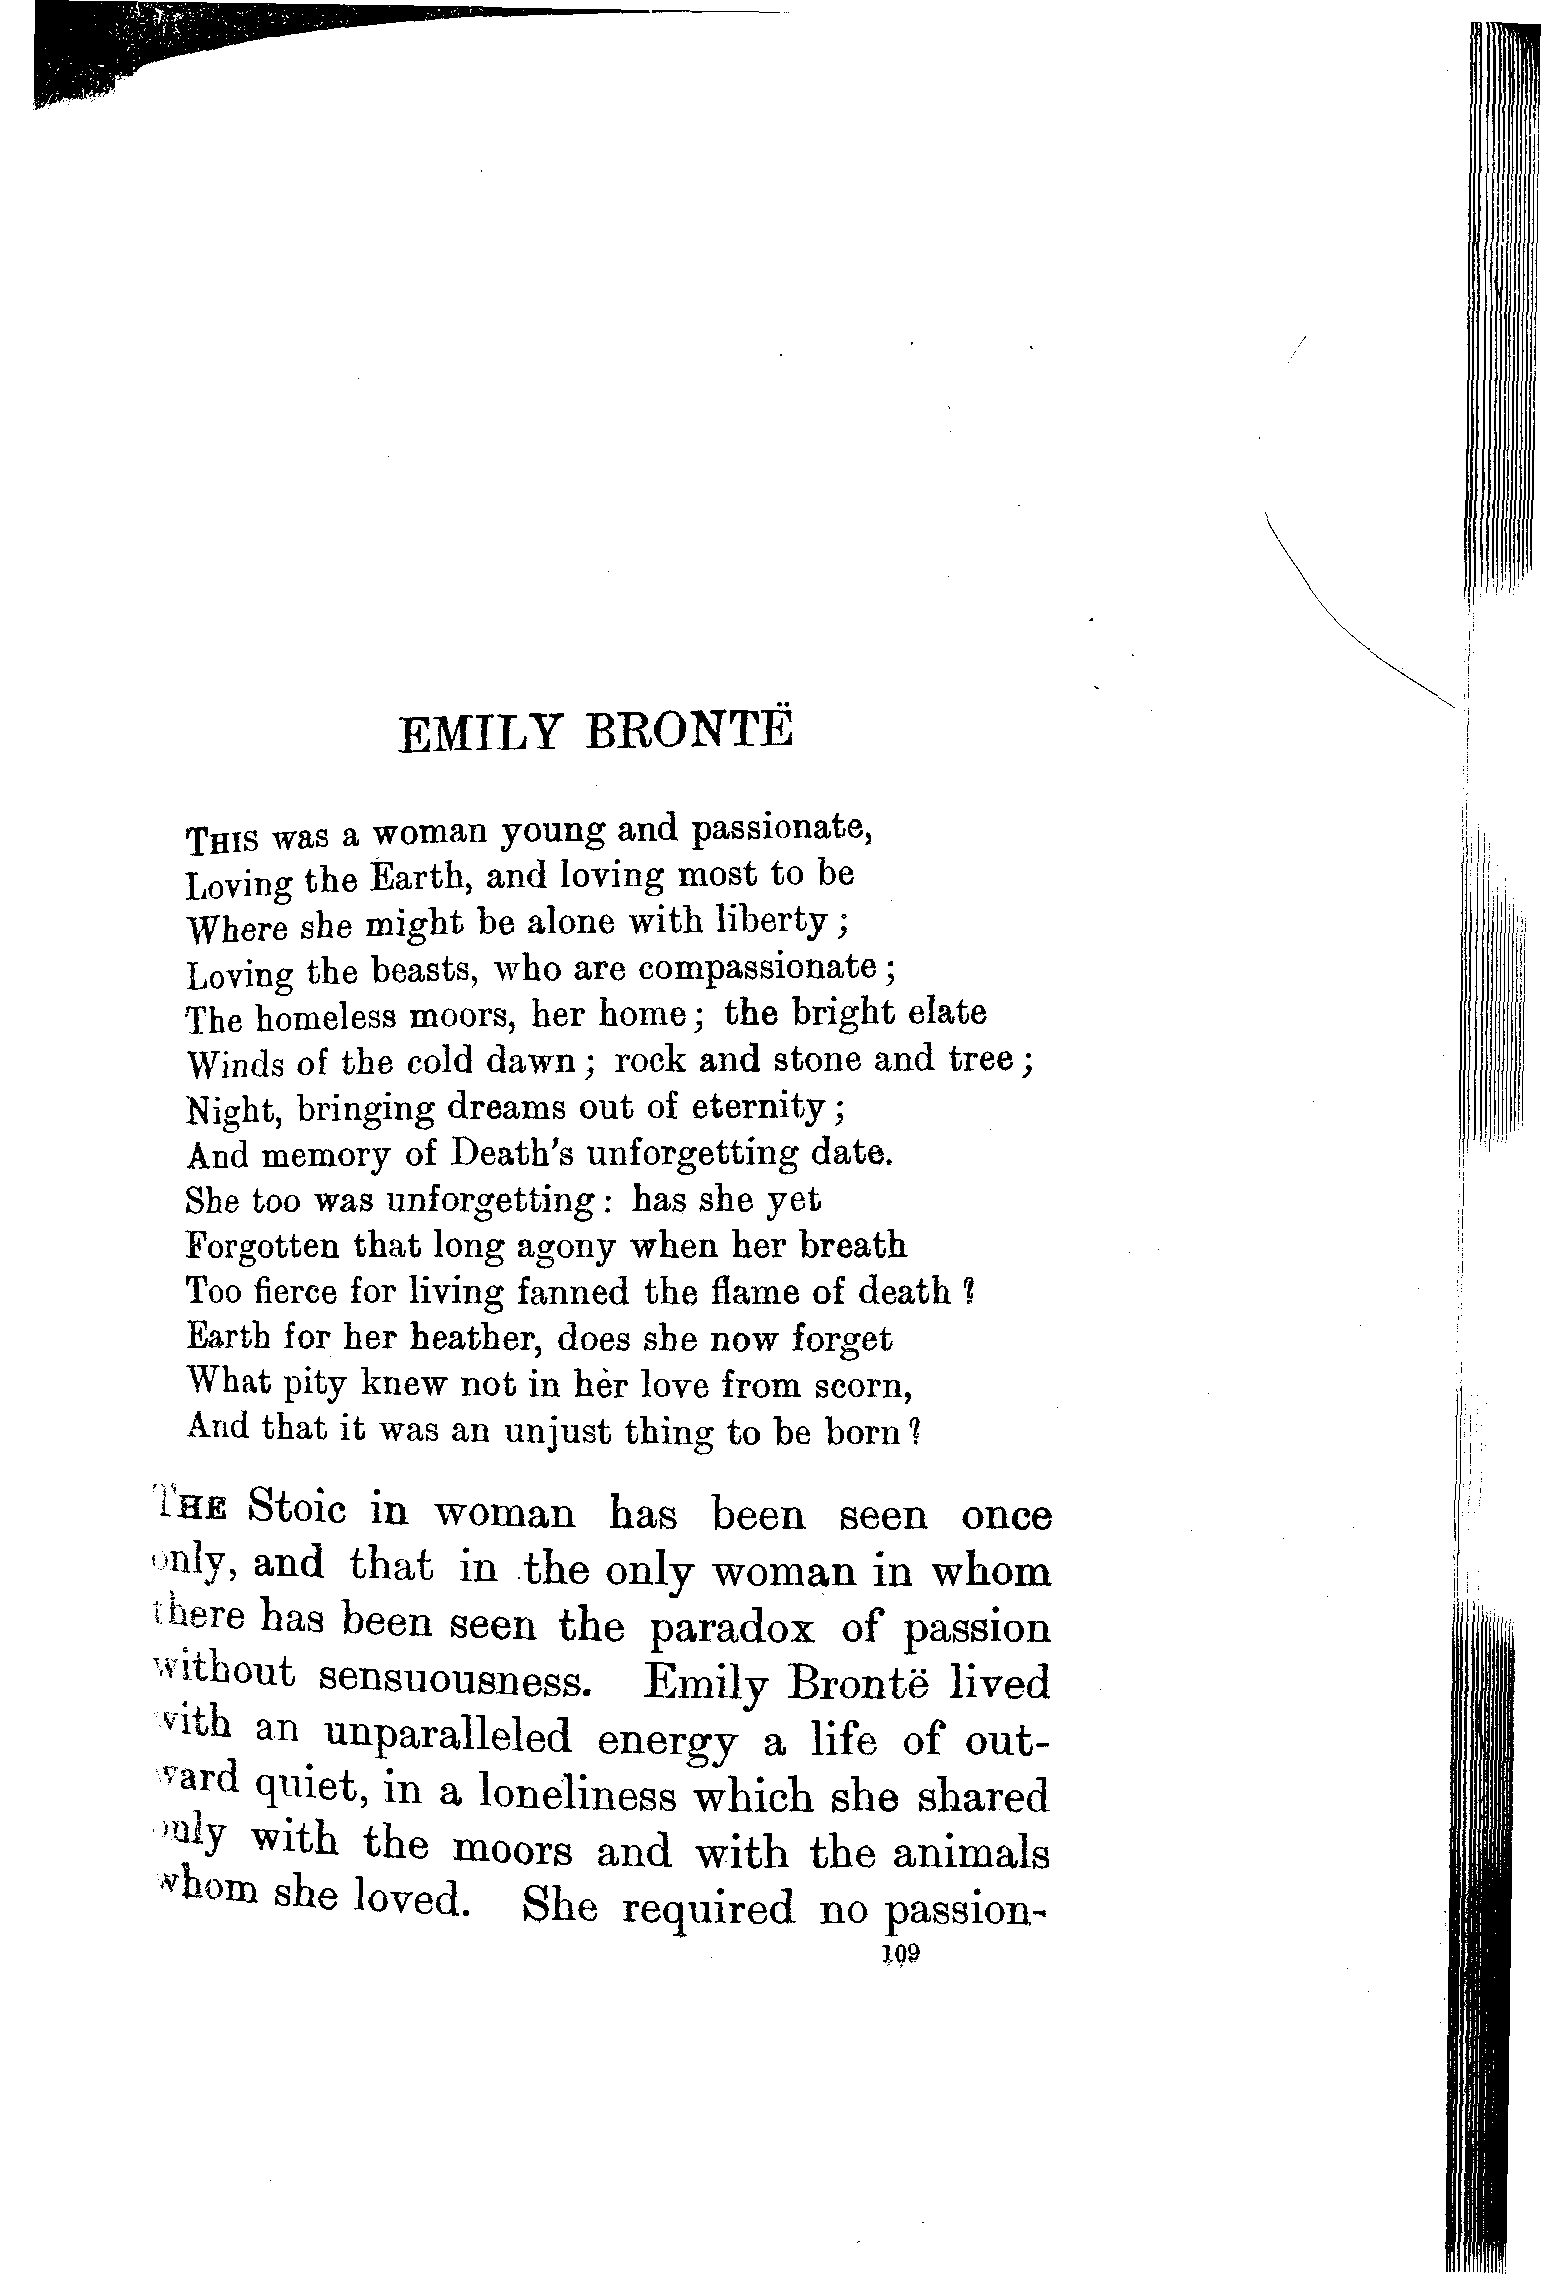 EMILY BRONTË
THIS was a woman young and passionate,
Loving the Earth, and loving most to be
Where she might be alone with liberty ;
Loving the beasts, who are compassionate ;
The homeless moors, her home ; the bright elate
Winds of the cold dawn ; rock and stone and tree ;
Night, bringing dreams out of eternity ;
And memory of Death's unforgetting date.
She too was unforgetting : has she yet
Forgotten that long agony when her breath
Too fierce for living fanned the flame of death ?
Earth for her heather, does she now forget
What pity knew not in her love from scorn,
And that it was an unjust thing to be born ?
THE Stoic in woman has been seen once
only, and that in the only woman in whom
there has been seen the paradox of passion
without sensuousness. Emily Brontë lived
with an unparalleled energy a life of out-
ward quiet, in a loneliness which she shared
only with the moors and with the animals
whom she loved. She required no passion-
109